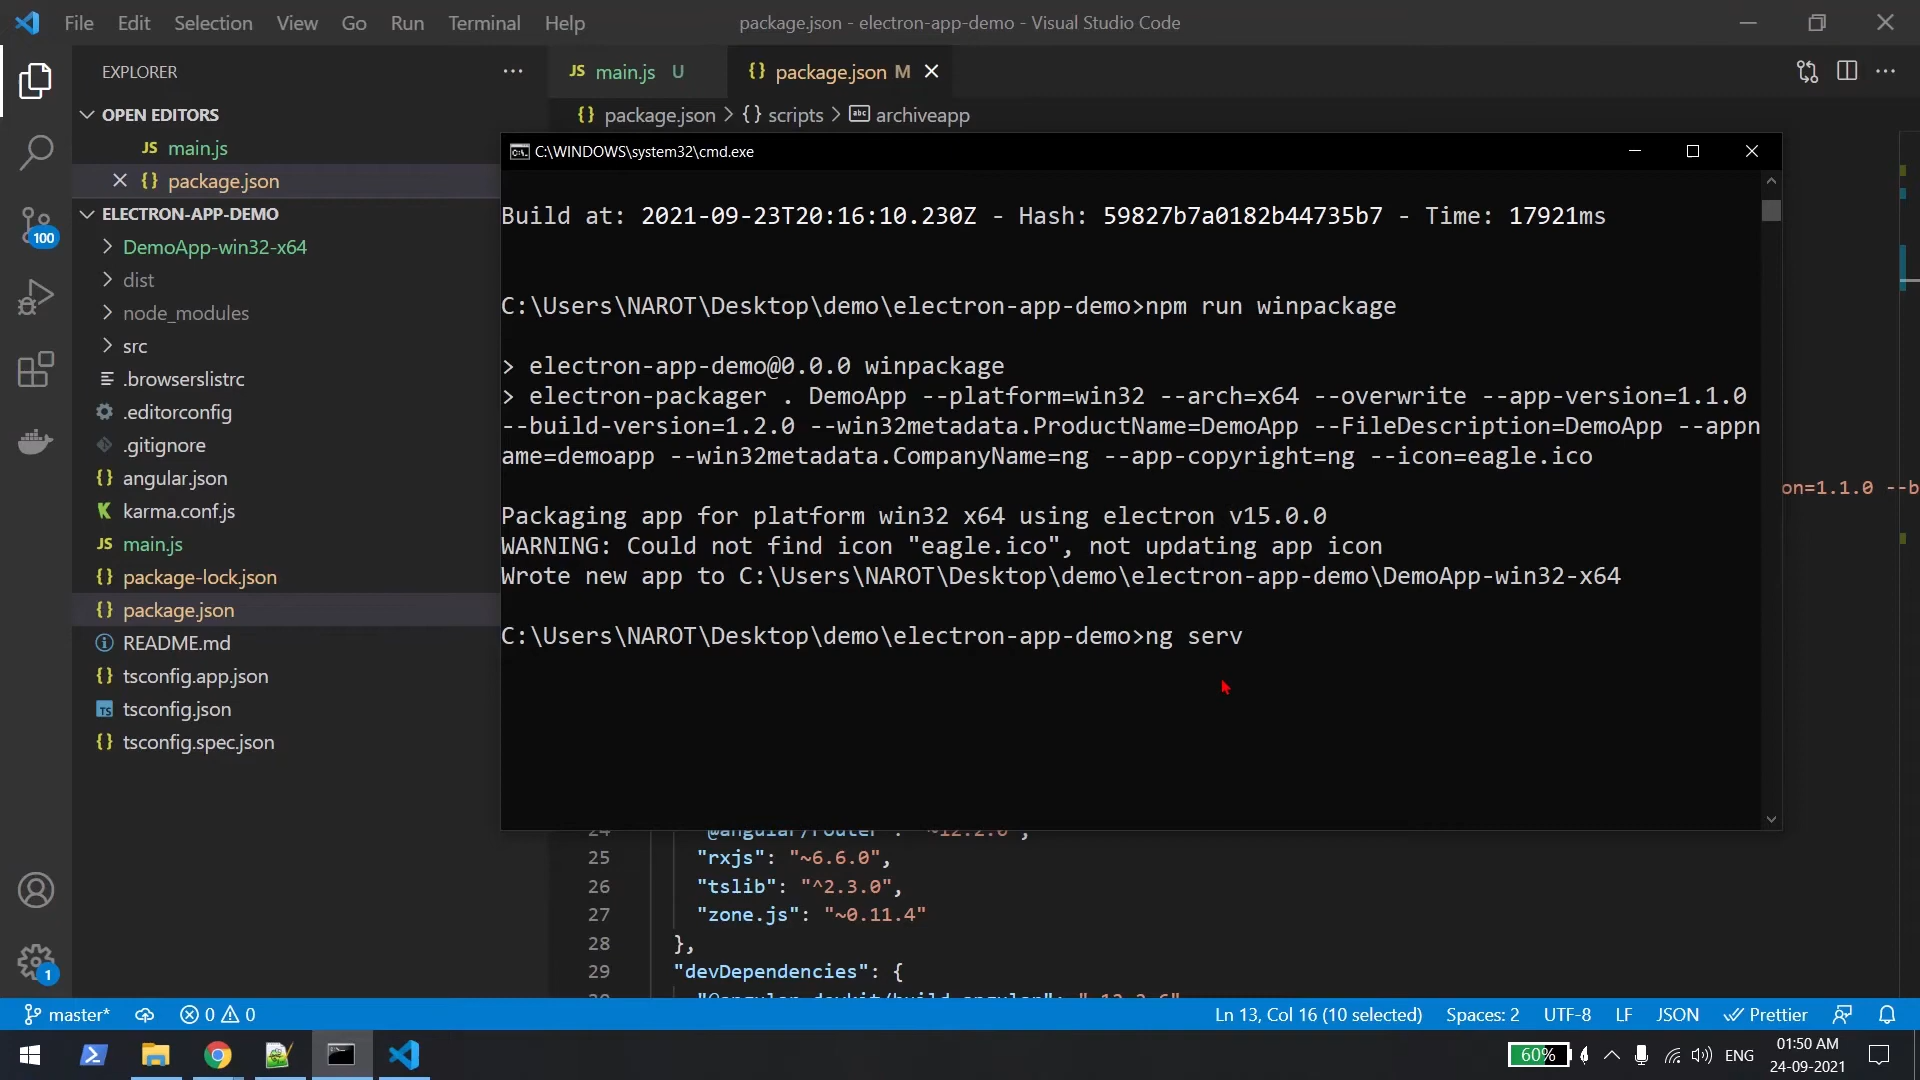 File Edit Selection View Go Run Terminal Help
package.json - electron-app-demo - Visual Studio Code
EXPLORER
OPEN EDITORS
JS main.js
{} package.json
ELECTRON-APP-DEMO
DemoApp-win32-x64
dist
node_modules
src
.browserslistrc
.editorconfig
.gitignore
{} angular.json
K karma.conf.js
JS main.js
{} package-lock.json
{} package.json
README.md
{} tsconfig.app.json
TS tsconfig.json
{} tsconfig.spec.json
100
1
JS main.js U
{} package.json M
{} package.json > {} scripts > abc archiveapp
C:\WINDOWS\system32\cmd.exe
Build at: 2021-09-23T20:16:10.230Z - Hash: 59827b7a0182b44735b7 - Time: 17921ms
C:\Users\NAROT\Desktop\demo\electron-app-demo>npm run winpackage
> electron-app-demo@0.0.0 winpackage
> electron-packager . DemoApp --platform=win32 --arch=x64 --overwrite --app-version=1.1.0
--build-version=1.2.0 --win32metadata.ProductName=DemoApp --FileDescription=DemoApp --appn
ame=demoapp --win32metadata.CompanyName=ng --app-copyright=ng --icon=eagle.ico
Packaging app for platform win32 x64 using electron v15.0.0
WARNING: Could not find icon "eagle.ico", not updating app icon
Wrote new app to C:\Users\NAROT\Desktop\demo\electron-app-demo\DemoApp-win32-x64
C:\Users\NAROT\Desktop\demo\electron-app-demo>ng serv
on=1.1.0 --b
24 "@angular/router": "~12.2.0",
25 "rxjs": "~6.6.0",
26 "tslib": "^2.3.0",
27 "zone.js": "~0.11.4"
28 },
29 "devDependencies": {
master* 0 0
Ln 13, Col 16 (10 selected) Spaces: 2 UTF-8 LF JSON Prettier
60% ENG
01:50 AM
24-09-2021